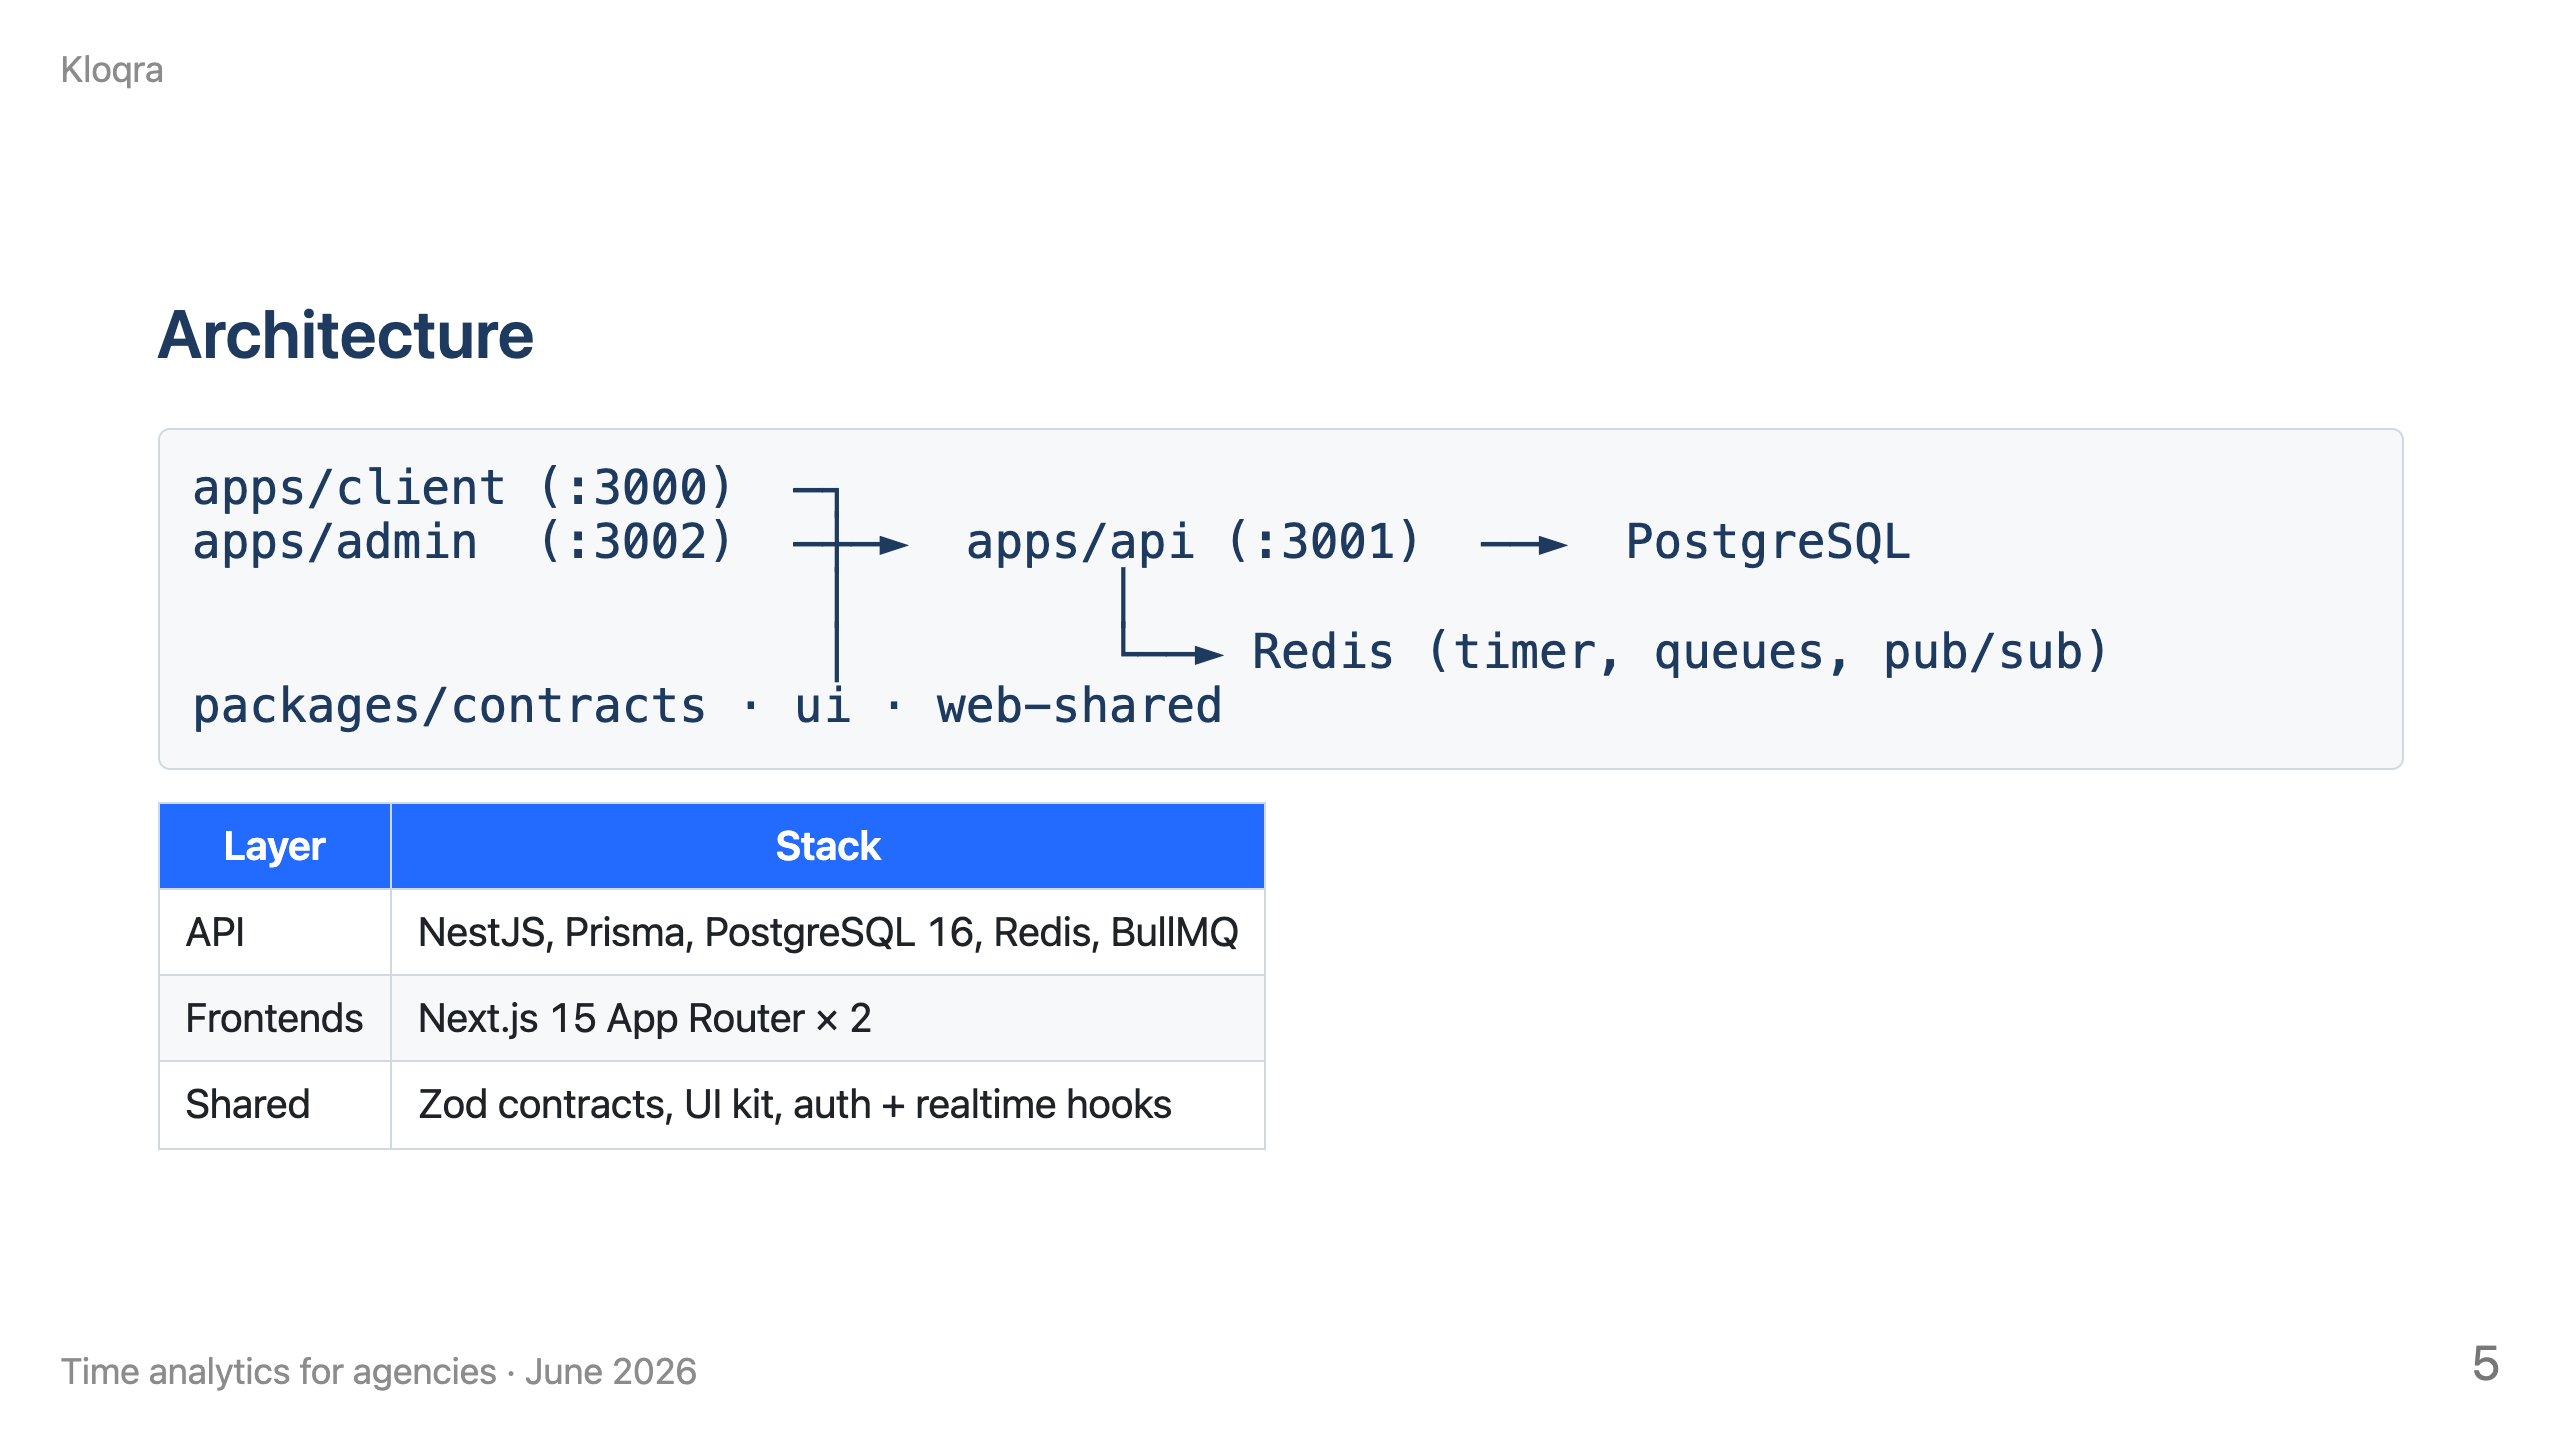 Kloqra
Architecture
apps/client (:3000) ─┐
apps/admin  (:3002) ─┼─► apps/api (:3001) ─► PostgreSQL
└─► Redis (timer, queues, pub/sub)
packages/contracts · ui · web-shared
Layer Stack
API NestJS, Prisma, PostgreSQL 16, Redis, BullMQ
Frontends Next.js 15 App Router × 2
Shared Zod contracts, UI kit, auth + realtime hooks
Time analytics for agencies · June 2026
5